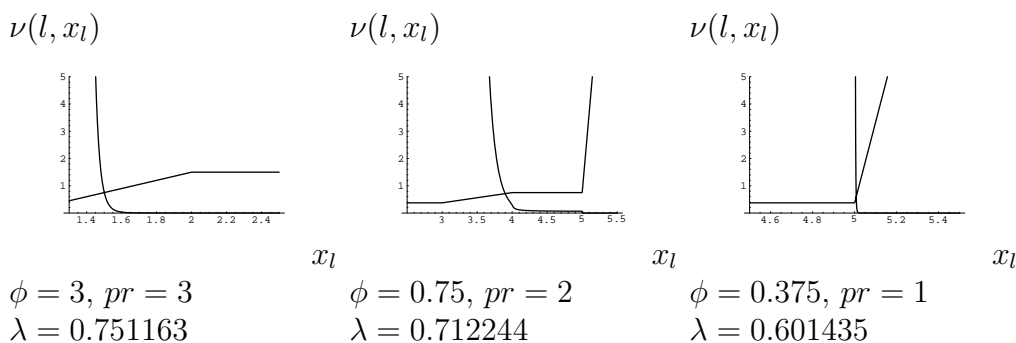 ν(l, x_l) ν(l, x_l) ν(l, x_l)
5 5 5
4 4 4
3 3 3
2 2 2
1 1 1
1.4 1.6 1.8 2 2.2 2.4 3 3.5 4 4.5 5 5.5 4.6 4.8 5 5.2 5.4
x_l x_l x_l
φ = 3, pr = 3 φ = 0.75, pr = 2 φ = 0.375, pr = 1
λ = 0.751163 λ = 0.712244 λ = 0.601435